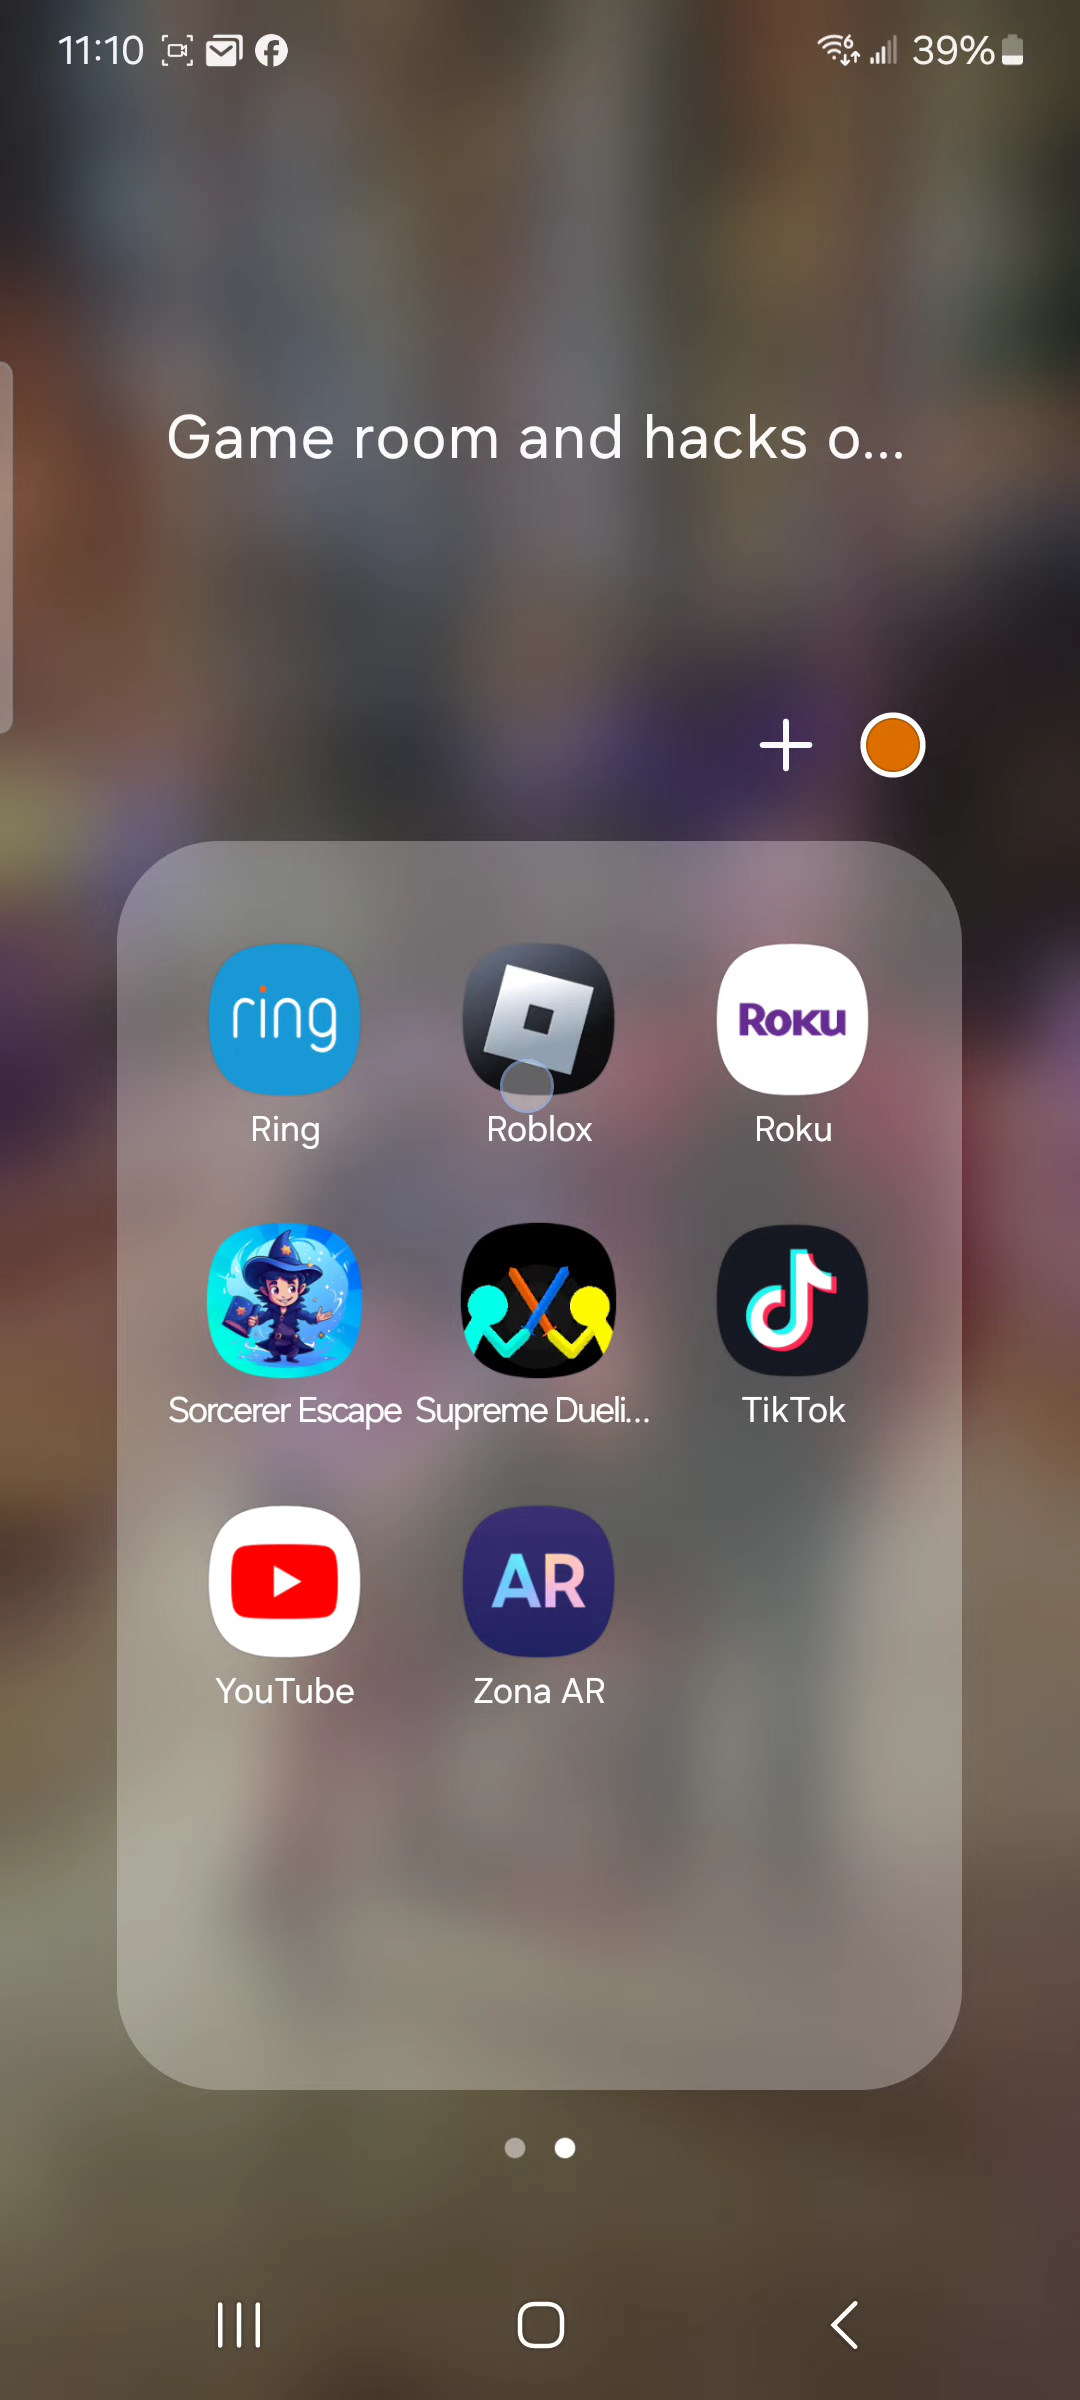 11:10
6
39%
Game room and hacks o...
ring
Roku
Ring
Roblox
Roku
Sorcerer Escape
Supreme Dueli...
TikTok
AR
YouTube
Zona AR